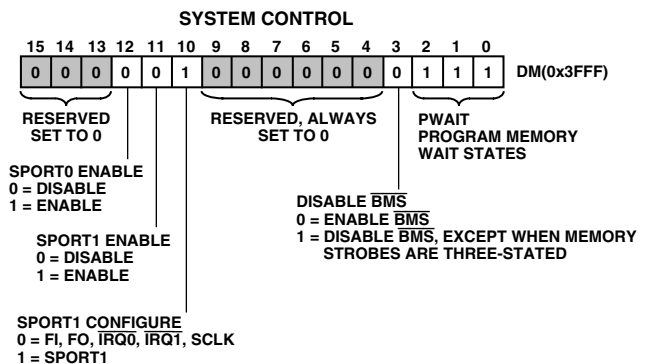 SYSTEM CONTROL
15 14 13 12 11 10 9 8 7 6 5 4 3 2 1 0
0 0 0 0 0 1 0 0 0 0 0 0 0 1 1 1 DM(0x3FFF)
RESERVED
SET TO 0
RESERVED, ALWAYS
SET TO 0
PWAIT
PROGRAM MEMORY
WAIT STATES
SPORT0 ENABLE
0 = DISABLE
1 = ENABLE
DISABLE BMS
0 = ENABLE BMS
1 = DISABLE BMS, EXCEPT WHEN MEMORY
STROBES ARE THREE-STATED
SPORT1 ENABLE
0 = DISABLE
1 = ENABLE
SPORT1 CONFIGURE
0 = FI, FO, IRQ0, IRQ1, SCLK
1 = SPORT1